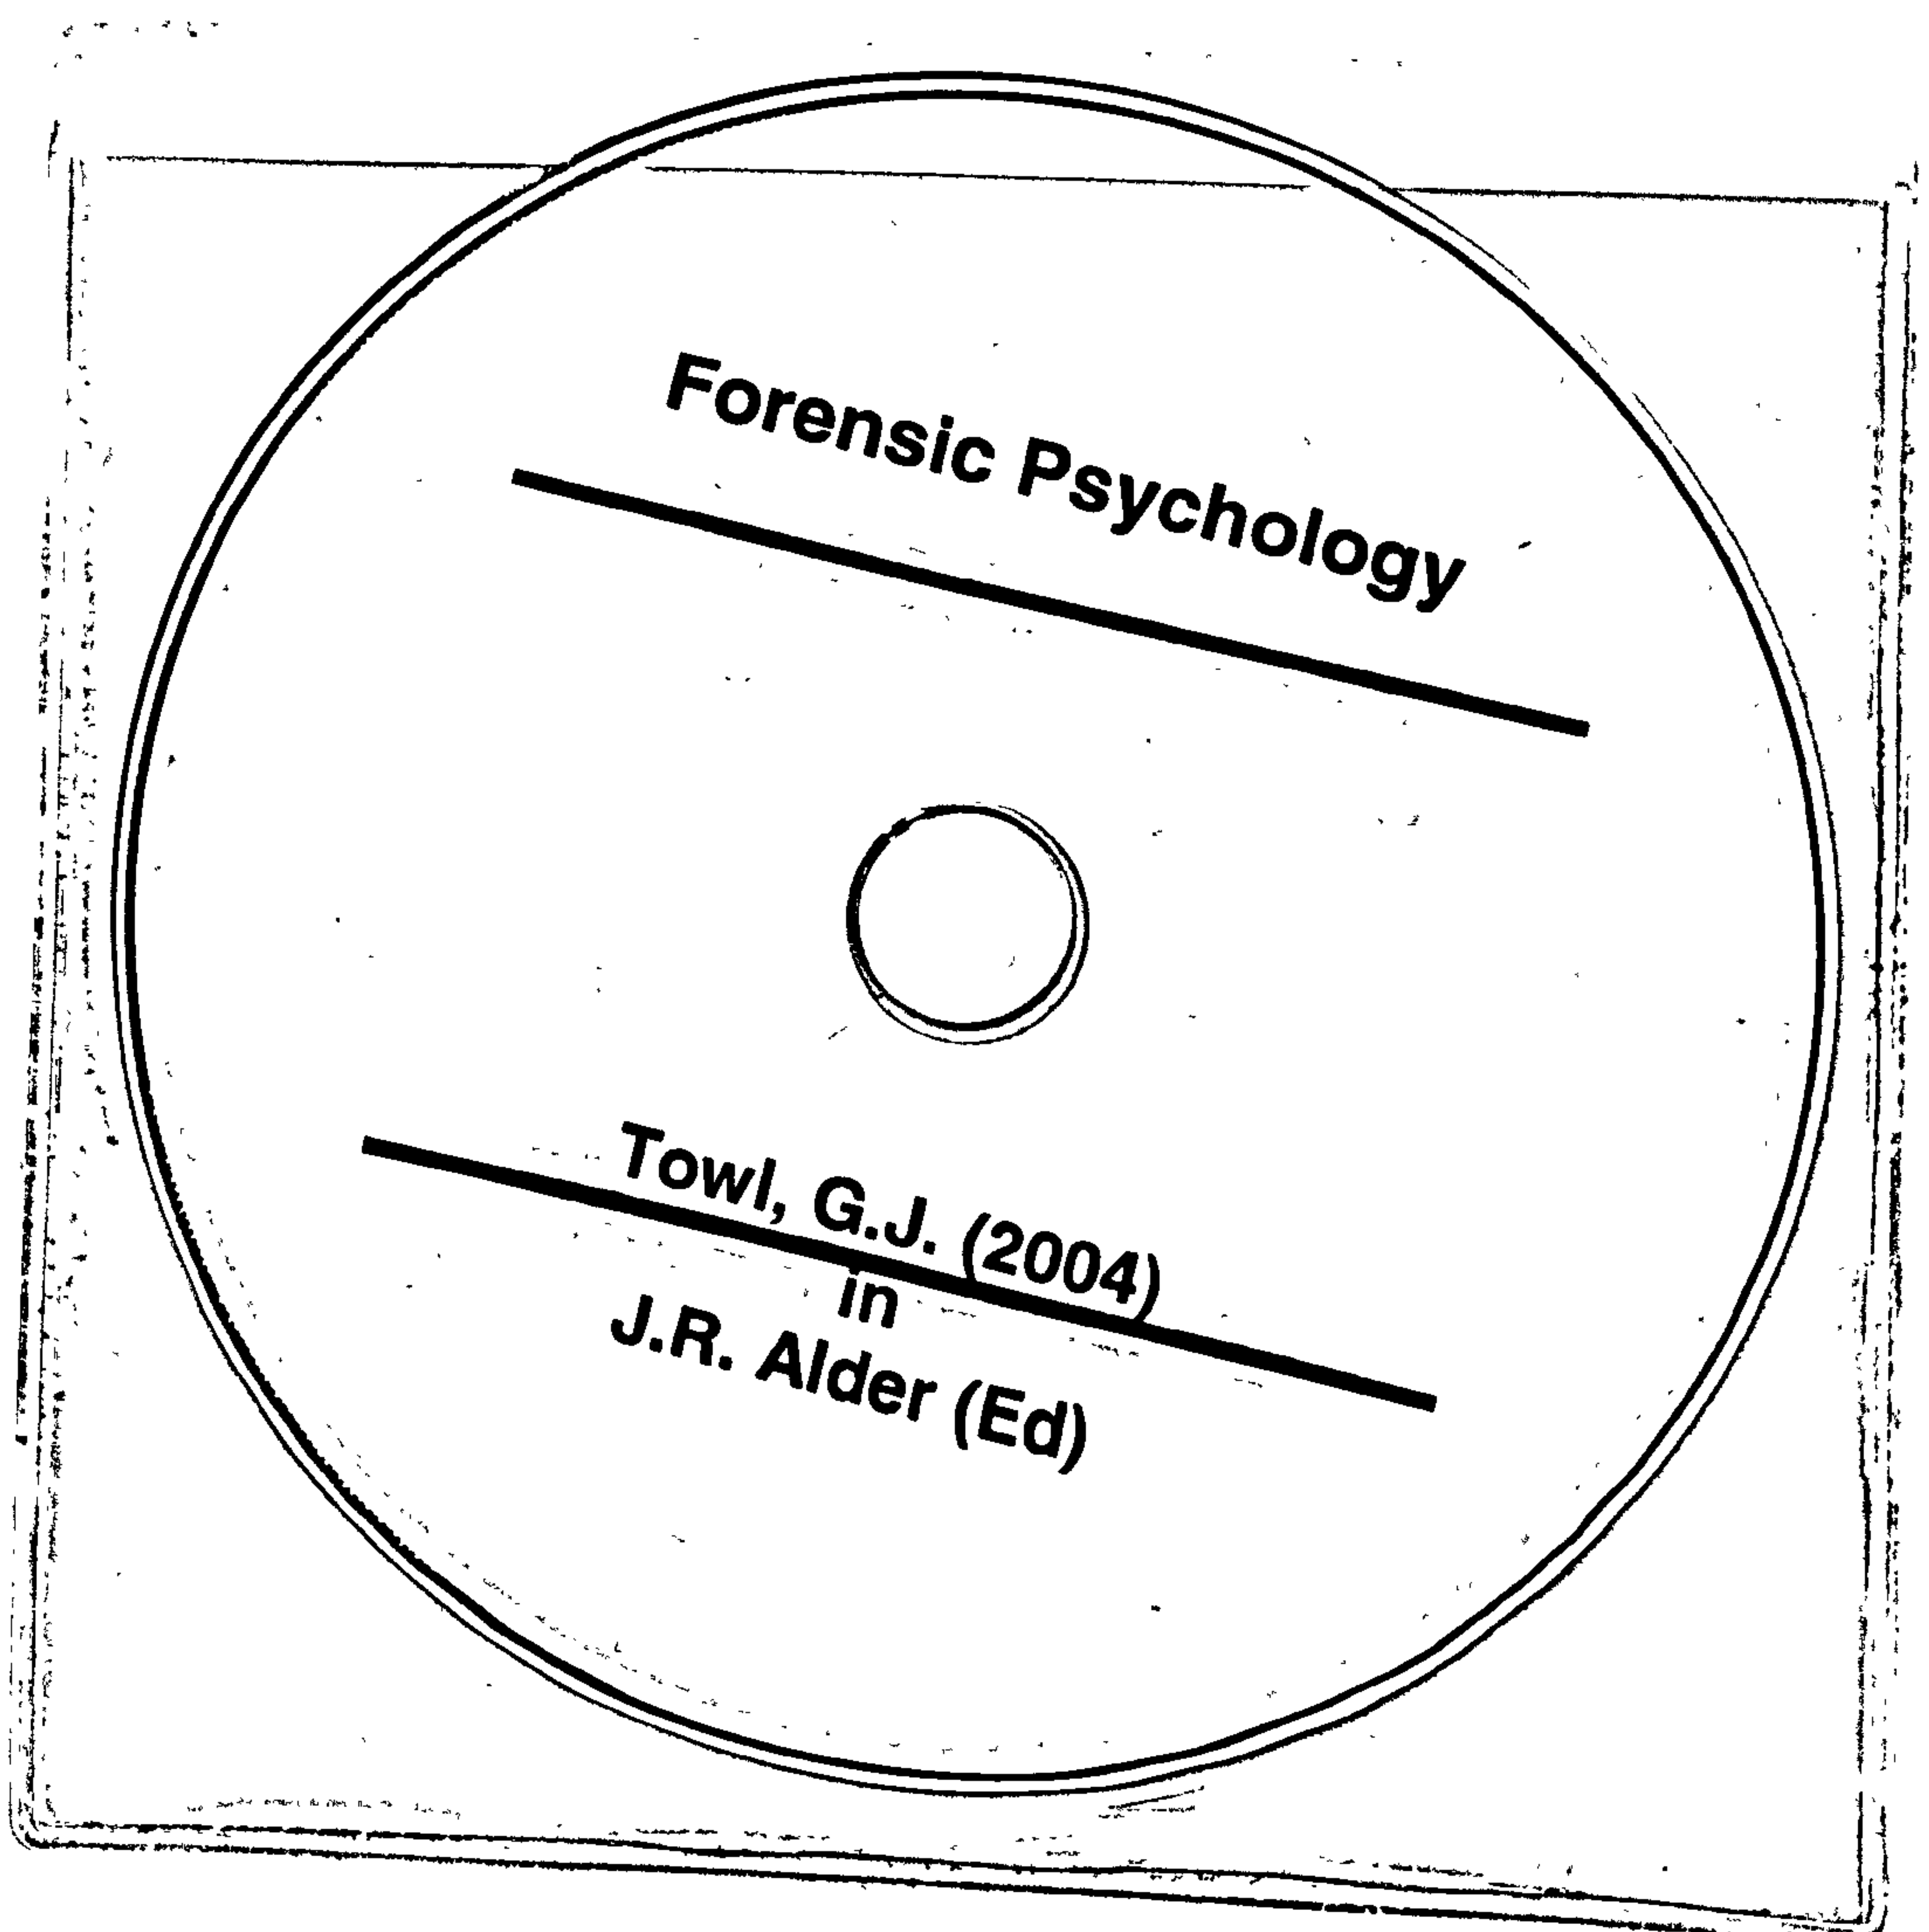 Forensic Psychology
Towl, G.J. (2004)
in
J.R. Alder (Ed)